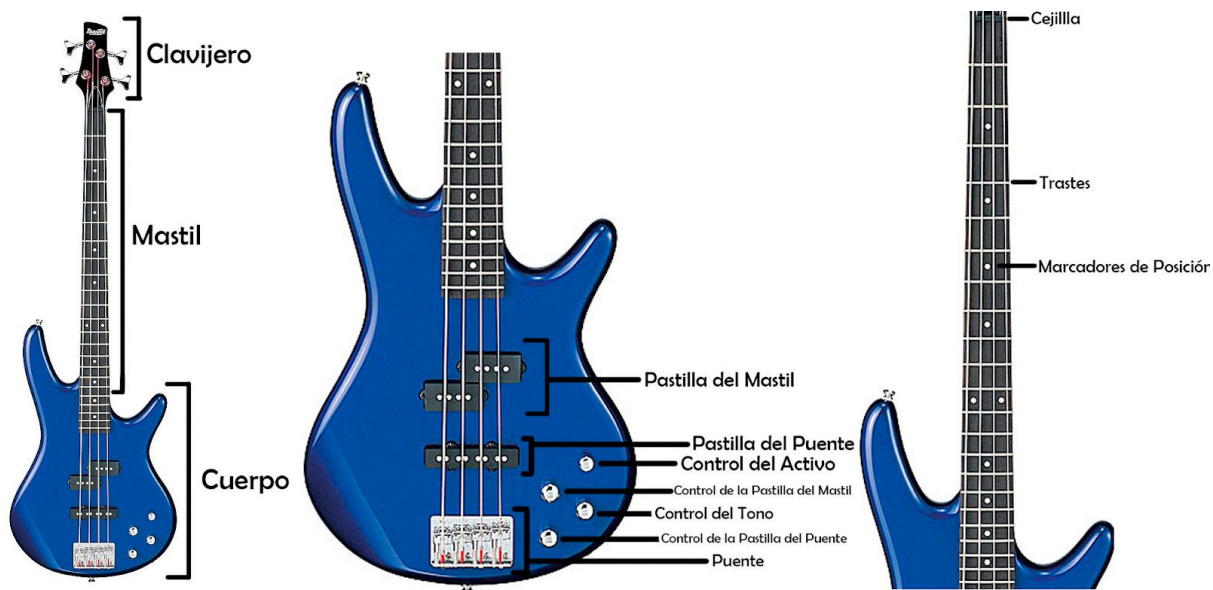 Clavijero
Mastil
Cuerpo
Pastilla del Mastil
Pastilla del Puente
Control del Activo
Control de la Pastilla del Mastil
Control del Tono
Control de la Pastilla del Puente
Puente
Cejillla
Trastes
Marcadores de Posición